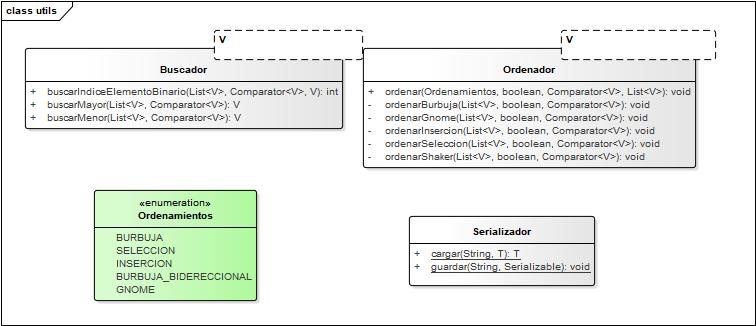 class utils
V
Buscador
+ buscarIndiceElementoBinario(List<V>, Comparator<V>, V): int
+ buscarMayor(List<V>, Comparator<V>): V
+ buscarMenor(List<V>, Comparator<V>): V
V
Ordenador
+ ordenar(Ordenamientos, boolean, Comparator<V>, List<V>): void
- ordenarBurbuja(List<V>, boolean, Comparator<V>): void
- ordenarGnome(List<V>, boolean, Comparator<V>): void
- ordenarInsercion(List<V>, boolean, Comparator<V>): void
- ordenarSeleccion(List<V>, boolean, Comparator<V>): void
- ordenarShaker(List<V>, boolean, Comparator<V>): void
«enumeration»
Ordenamientos
BURBUJA
SELECCION
INSERCION
BURBUJA_BIDERECCIONAL
GNOME
Serializador
+ cargar(String, T): T
+ guardar(String, Serializable): void